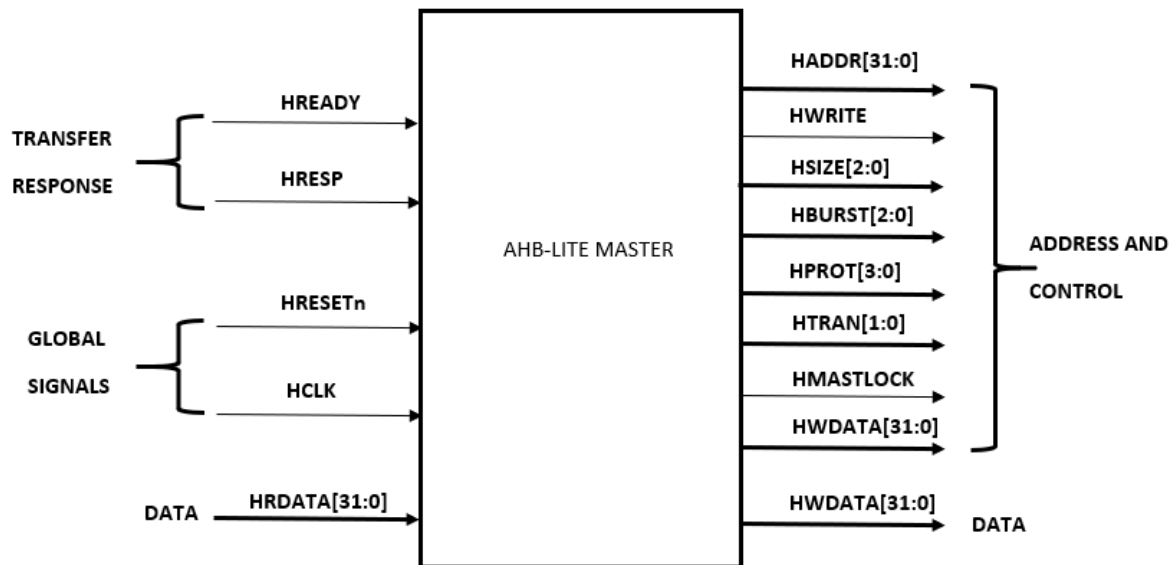 TRANSFER
RESPONSE
HREADY
HRESP
GLOBAL
SIGNALS
HRESETn
HCLK
DATA
HRDATA[31:0]
AHB-LITE MASTER
HADDR[31:0]
HWRITE
HSIZE[2:0]
HBURST[2:0]
HPROT[3:0]
HTRAN[1:0]
HMASTLOCK
HWDATA[31:0]
ADDRESS AND
CONTROL
HWDATA[31:0]
DATA